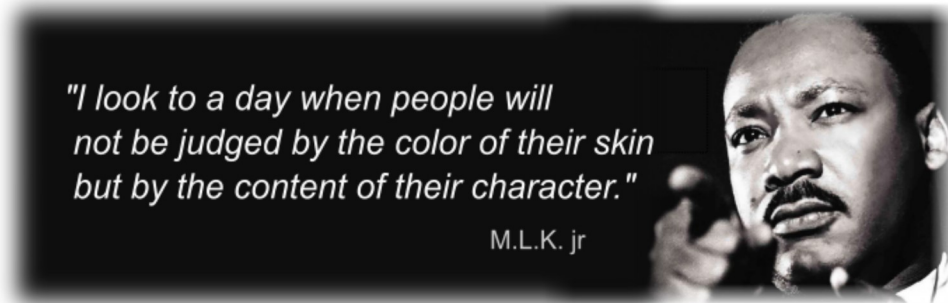 "I look to a day when people will
not be judged by the color of their skin
but by the content of their character."
M.L.K. jr